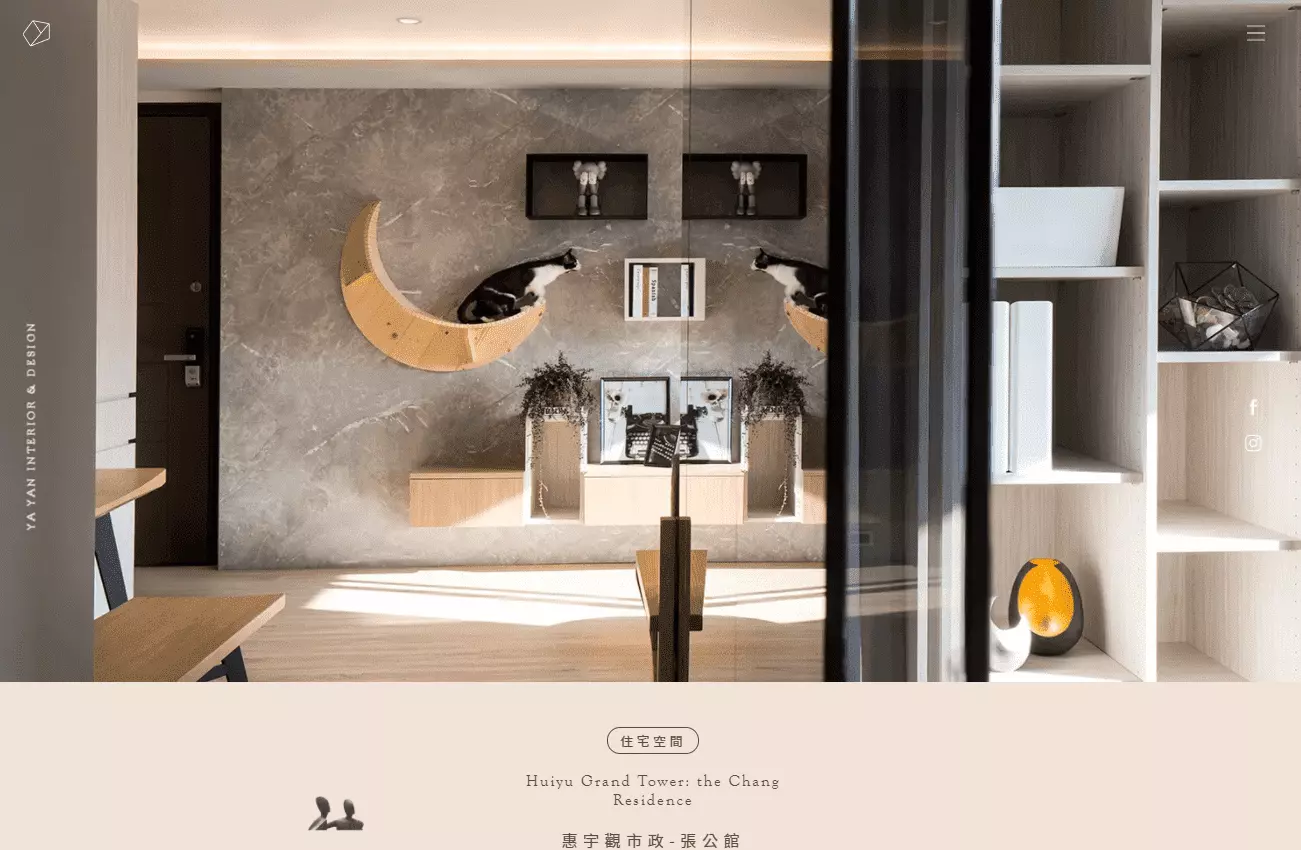 YA YAN INTERIOR & DESIGN
Spanish
住宅空間
Huiyu Grand Tower: the Chang
Residence
惠宇觀市政-張公館